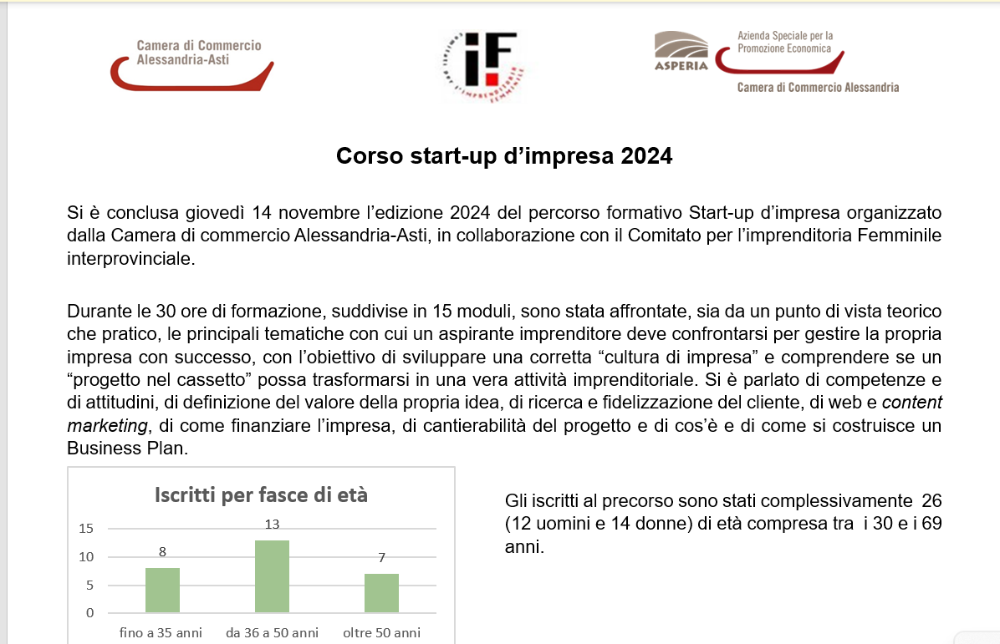 Camera di Commercio
Alessandria-Asti
iF
L'IMPRENDITORIA
FEMMINILE
ASPERIA
Azienda Speciale per la
Promozione Economica
Camera di Commercio Alessandria
Corso start-up d’impresa 2024
Si è conclusa giovedì 14 novembre l’edizione 2024 del percorso formativo Start-up d’impresa organizzato
dalla Camera di commercio Alessandria-Asti, in collaborazione con il Comitato per l’imprenditoria Femminile
interprovinciale.
Durante le 30 ore di formazione, suddivise in 15 moduli, sono stata affrontate, sia da un punto di vista teorico
che pratico, le principali tematiche con cui un aspirante imprenditore deve confrontarsi per gestire la propria
impresa con successo, con l’obiettivo di sviluppare una corretta “cultura di impresa” e comprendere se un
“progetto nel cassetto” possa trasformarsi in una vera attività imprenditoriale. Si è parlato di competenze e
di attitudini, di definizione del valore della propria idea, di ricerca e fidelizzazione del cliente, di web e content
marketing, di come finanziare l’impresa, di cantierabilità del progetto e di cos’è e di come si costruisce un
Business Plan.
Iscritti per fasce di età
15
10
5
0
8
13
7
fino a 35 anni
da 36 a 50 anni
oltre 50 anni
Gli iscritti al precorso sono stati complessivamente 26
(12 uomini e 14 donne) di età compresa tra i 30 e i 69
anni.